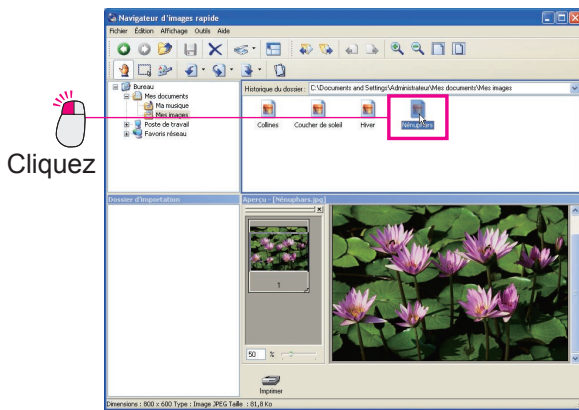 Navigateur d'images rapide
Fichier Édition Affichage Outils Aide
Bureau
Mes documents
Ma musique
Mes images
Poste de travail
Favoris réseau
Historique du dossier : C:\Documents and Settings\Administrateur\Mes documents\Mes images
Collines
Coucher de soleil
Hiver
Nénuphars
Cliquez
Dossier d'Importation
Aperçu - [Nénuphars.jpg]
1
50 %
Imprimer
Dimensions : 800 x 600 Type : Image JPEG Taille : 81,8 Ko